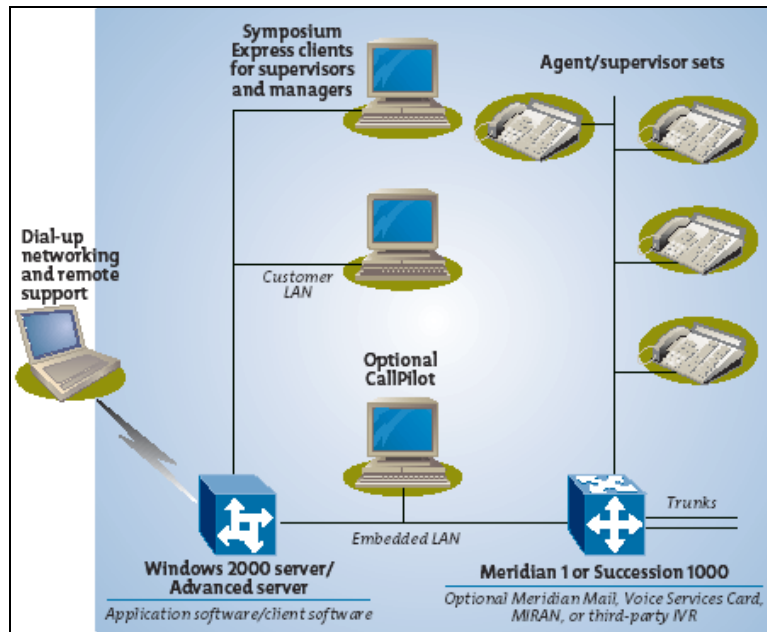 Symposium
Express clients
for supervisors
and managers
Agent/supervisor sets
Dial-up
networking
and remote
support
Customer
LAN
Optional
CallPilot
Trunks
Embedded LAN
Windows 2000 server/
Advanced server
Application software/client software
Meridian 1 or Succession 1000
Optional Meridian Mail, Voice Services Card,
MIRAN, or third-party IVR